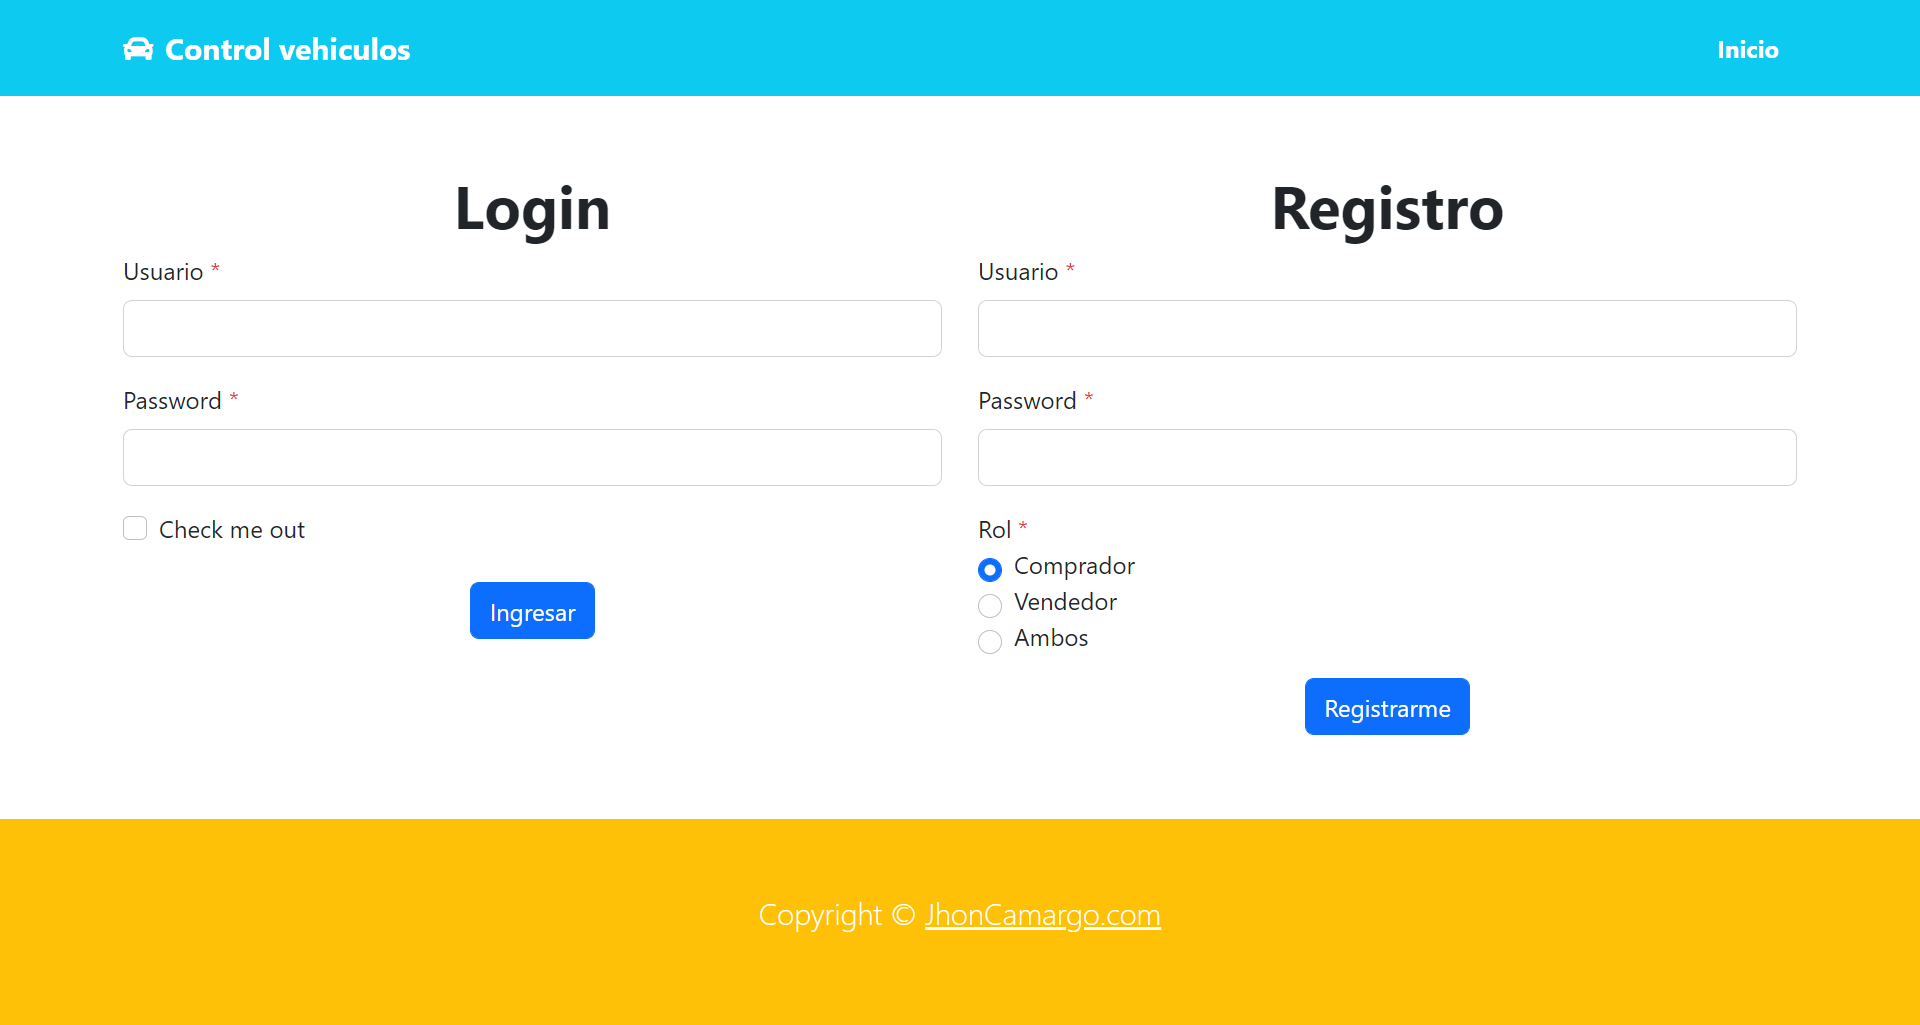 Control vehiculos
Inicio
Login
Usuario *
Password *
Check me out
Ingresar
Registro
Usuario *
Password *
Rol *
Comprador
Vendedor
Ambos
Registrarme
Copyright © JhonCamargo.com